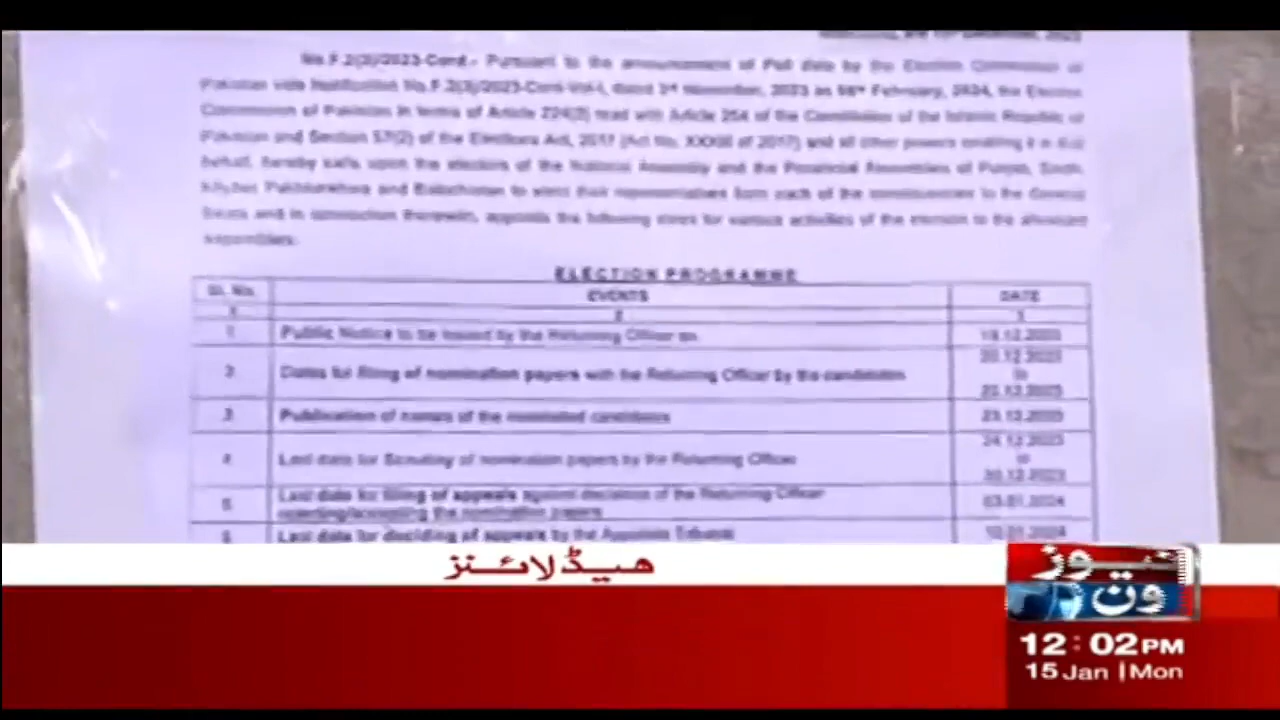 No.F.2(3)/2023-Cord.- Pursuant to the announcement of Poll date by the Election Commission of
Pakistan vide Notification No.F.2(3)/2023-Cord-Vol-I, dated 3rd November, 2023 as 08th February, 2024, the Election
Commission of Pakistan in terms of Article 224(2) read with Article 254 of the Constitution of the Islamic Republic of
Pakistan and Section 57(2) of the Elections Act, 2017 (Act No. XXXIII of 2017) and all other powers enabling it in that
behalf, hereby calls upon the electors of the National Assembly and the Provincial Assemblies of Punjab, Sindh,
Khyber Pakhtunkhwa and Balochistan to elect their representatives from each of the constituencies to the General
Seats and in connection therewith, appoints the following dates for various activities of the election to the
assemblies:
ELECTION PROGRAMME
Sl. No. EVENTS DATE
1 2 3
1 Public Notice to be issued by the Returning Officer on 19.12.2023
20.12.2023
2 Dates for filing of nomination papers with the Returning Officer by the candidates to
22.12.2023
3 Publication of names of the nominated candidates 23.12.2023
24.12.2023
4 Last date for Scrutiny of nomination papers by the Returning Officer to
30.12.2023
5 Last date for filing of appeals against decisions of the Returning Officer 03.01.2024
rejecting/accepting the nomination papers
6 Last date for deciding of appeals by the Appellate Tribunal 10.01.2024
ھیڈلائنز
نیوز
ون
12:02PM
15 Jan | Mon